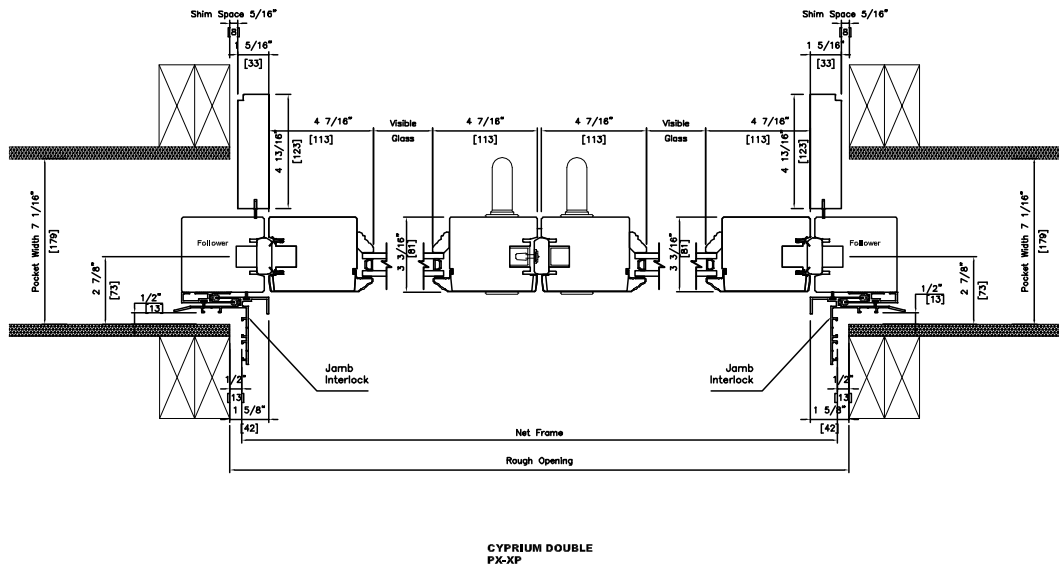 Shim Space 5/16"
[8]
1 5/16"
[33]
Shim Space 5/16"
[8]
1 5/16"
[33]
4 13/16"
[123]
4 7/16"
[113]
Visible
Glass
4 7/16"
[113]
4 7/16"
[113]
Visible
Glass
4 7/16"
[113]
4 13/16"
[123]
Pocket Width 7 1/16"
[179]
2 7/8"
[73]
1/2"
[13]
Follower
3 3/16"
[81]
3 3/16"
[81]
Follower
2 7/8"
[73]
1/2"
[13]
Pocket Width 7 1/16"
[179]
Jamb
Interlock
Jamb
Interlock
1/2"
[13]
1 5/8"
[42]
1/2"
[13]
1 5/8"
[42]
Net Frame
Rough Opening
CYPRIUM DOUBLE
PX-XP